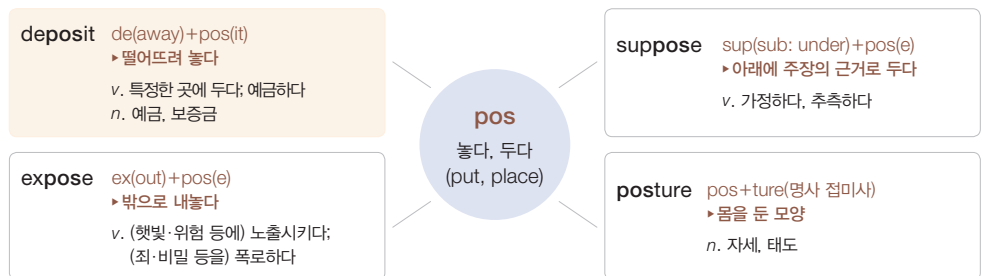 deposit de(away)+pos(it)
▸떨어뜨려 놓다
v. 특정한 곳에 두다; 예금하다
n. 예금, 보증금
suppose sup(sub: under)+pos(e)
▸아래에 주장의 근거로 두다
v. 가정하다, 추측하다
pos
놓다, 두다
(put, place)
expose ex(out)+pos(e)
▸밖으로 내놓다
v. (햇빛·위험 등에) 노출시키다;
(죄·비밀 등을) 폭로하다
posture pos+ture(명사 접미사)
▸몸을 둔 모양
n. 자세, 태도